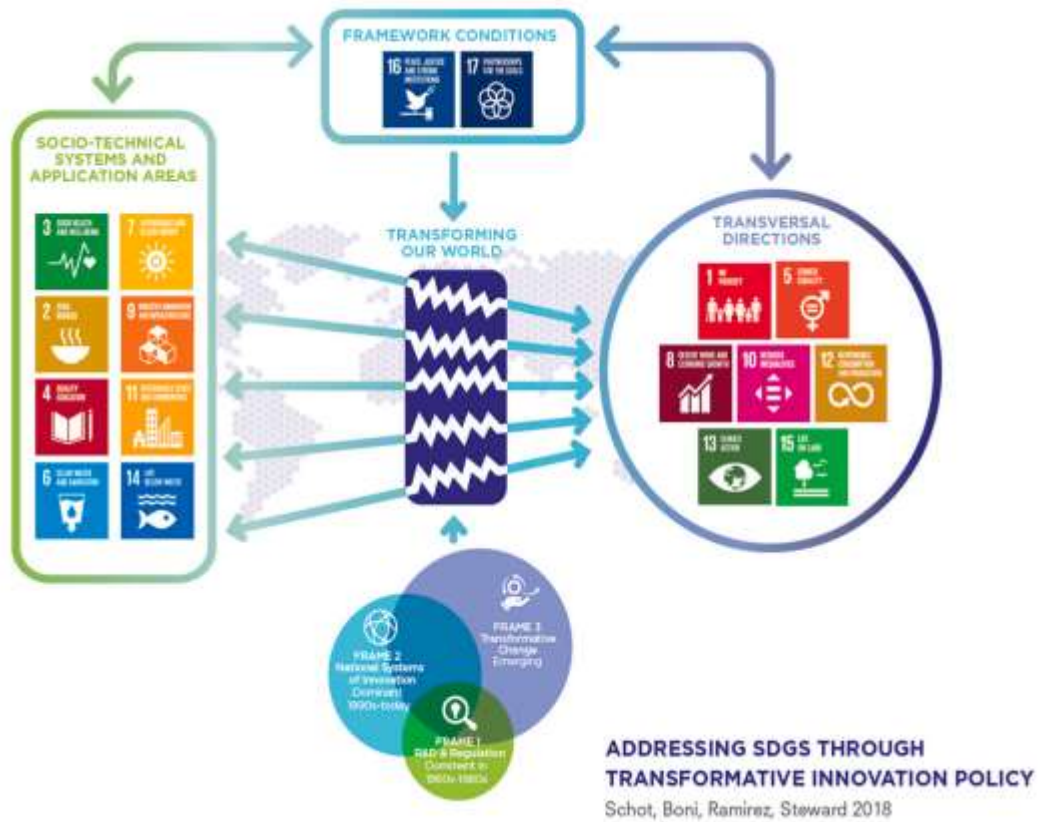 FRAMEWORK CONDITIONS
16 PEACE, JUSTICE
AND STRONG
INSTITUTIONS
17 PARTNERSHIPS
FOR THE GOALS
SOCIO-TECHNICAL
SYSTEMS AND
APPLICATION AREAS
3 GOOD HEALTH
AND WELL-BEING
7
2 ZERO
HUNGER
9 INDUSTRY, INNOVATION
AND INFRASTRUCTURE
4 QUALITY
EDUCATION
11 SUSTAINABLE CITIES
AND COMMUNITIES
6 CLEAN WATER
AND SANITATION
14 LIFE
BELOW WATER
TRANSFORMING
OUR WORLD
TRANSVERSAL
DIRECTIONS
1 NO
POVERTY
5 GENDER
EQUALITY
8 DECENT WORK AND
ECONOMIC GROWTH
10 REDUCED
INEQUALITIES
12
CONSUMPTION
AND PRODUCTION
13 CLIMATE
ACTION
15 LIFE
ON LAND
FRAME 3
Transformative
Change
Emerging
FRAME 2
National Systems
of Innovation
Dominant
1990s-today
FRAME 1
R&D & Regulation
Dominant in
1960s-1980s
ADDRESSING SDGS THROUGH
TRANSFORMATIVE INNOVATION POLICY
Schot, Boni, Ramirez, Steward 2018